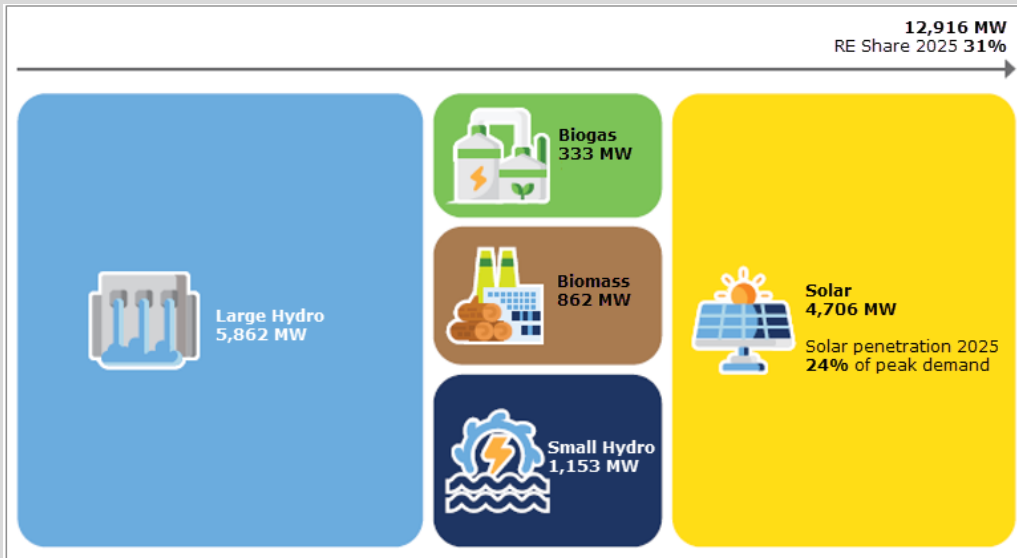 12,916 MW
RE Share 2025 31%
Large Hydro
5,862 MW
Biogas
333 MW
Biomass
862 MW
Small Hydro
1,153 MW
Solar
4,706 MW
Solar penetration 2025
24% of peak demand